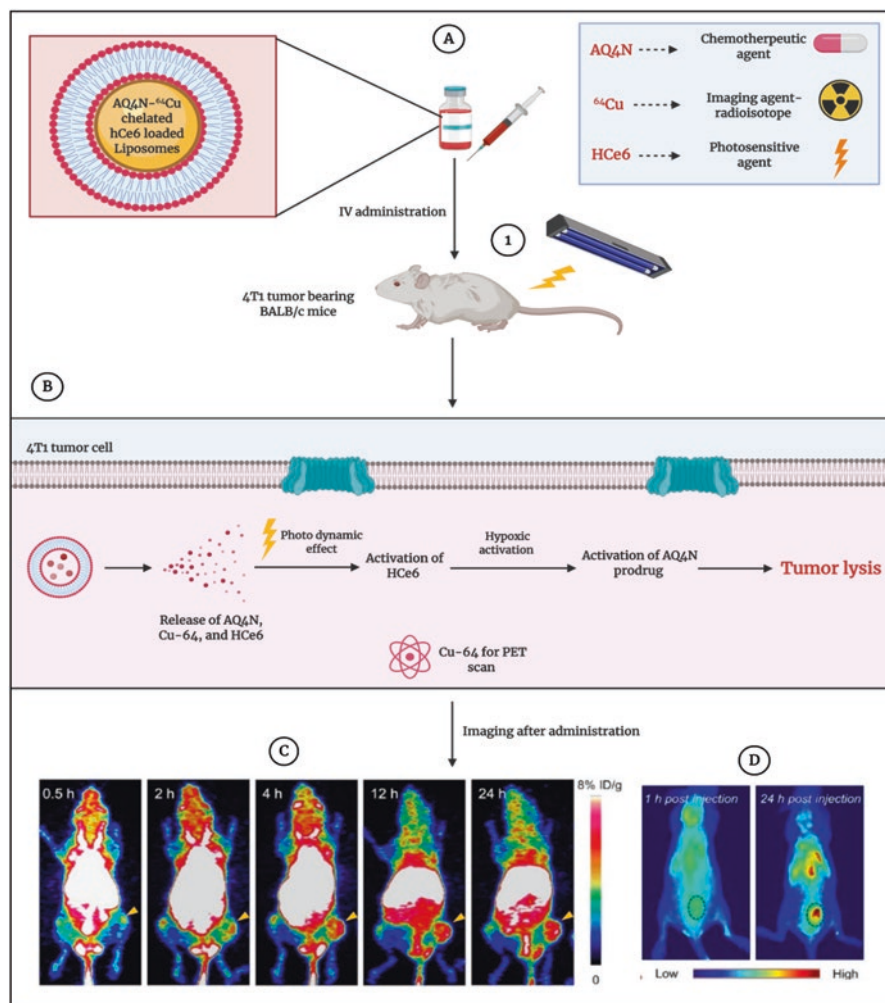 A
AQ4N-⁶⁴Cu
chelated
hCe6 loaded
Liposomes
AQ4N
Chemotherpeutic
agent
⁶⁴Cu
Imaging agent-
radioisotope
HCe6
Photosensitive
agent
IV administration
1
4T1 tumor bearing
BALB/c mice
B
4T1 tumor cell
Photo dynamic
effect
Hypoxic
activation
Activation of
HCe6
Activation of AQ4N
prodrug
Tumor lysis
Release of AQ4N,
Cu-64, and HCe6
Cu-64 for PET
scan
Imaging after administration
C
D
0.5 h
2 h
4 h
12 h
24 h
8% ID/g
0
1 h post injection
24 h post injection
Low
High